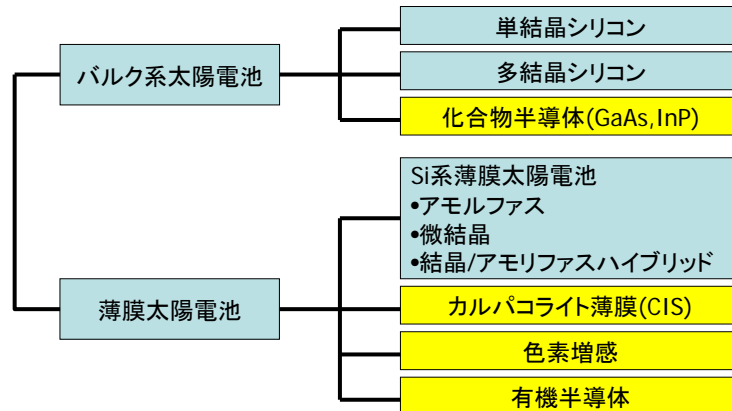 バルク系太陽電池
単結晶シリコン
多結晶シリコン
化合物半導体(GaAs,InP)
薄膜太陽電池
Si系薄膜太陽電池
•アモルファス
•微結晶
•結晶/アモリファスハイブリッド
カルパコライト薄膜(CIS)
色素増感
有機半導体